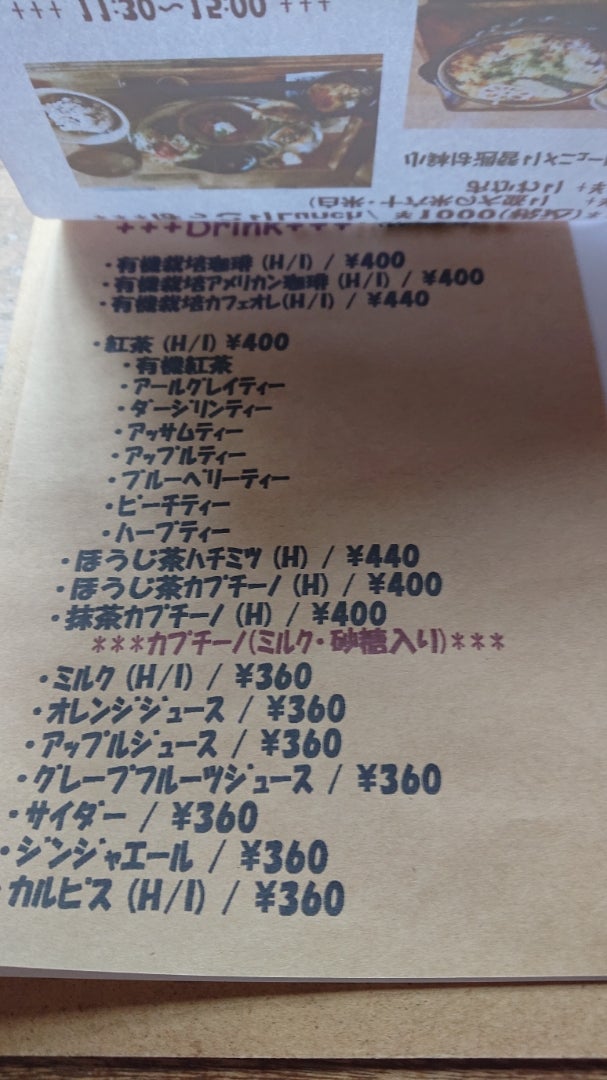 +++ 11:30〜15:00 +++
+++Drink+++
・有機栽培珈琲 (H/I) / ¥400
・有機栽培アメリカン珈琲 (H/I) / ¥400
・有機栽培カフェオレ(H/I) / ¥440
・紅茶 (H/I) ¥400
・有機紅茶
・アールグレイティー
・ダージリンティー
・アッサムティー
・アップルティー
・ブルーベリーティー
・ピーチティー
・ハーブティー
・ほうじ茶ハチミツ (H) / ¥440
・ほうじ茶カプチーノ (H) / ¥400
・抹茶カプチーノ (H) / ¥400
***カプチーノ(ミルク・砂糖入り)***
・ミルク (H/I) / ¥360
・オレンジジュース / ¥360
・アップルジュース / ¥360
・グレープフルーツジュース / ¥360
・サイダー / ¥360
・ジンジャエール / ¥360
・カルピス (H/I) / ¥360